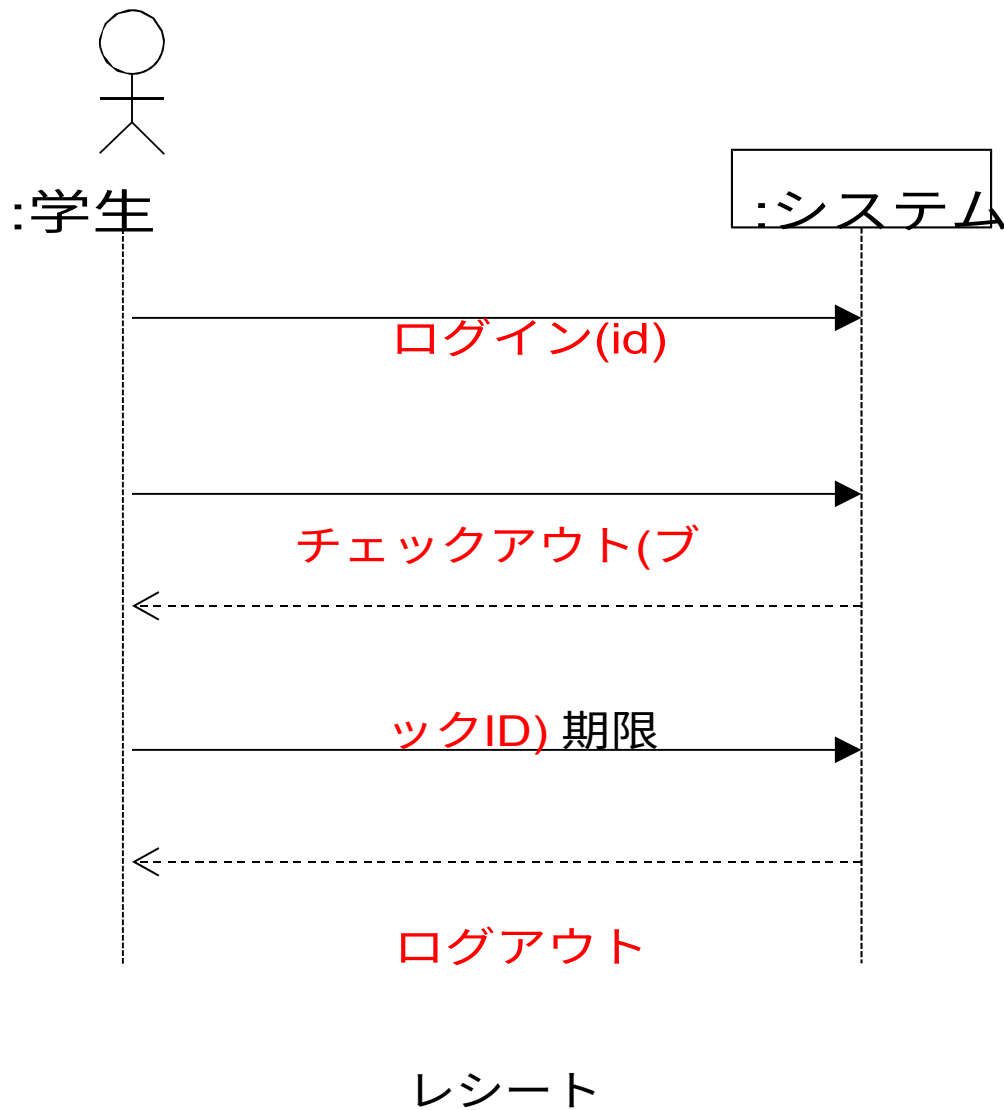 :学生
:システム
ログイン(id)
チェックアウト(ブ
ックID) 期限
ログアウト
レシート